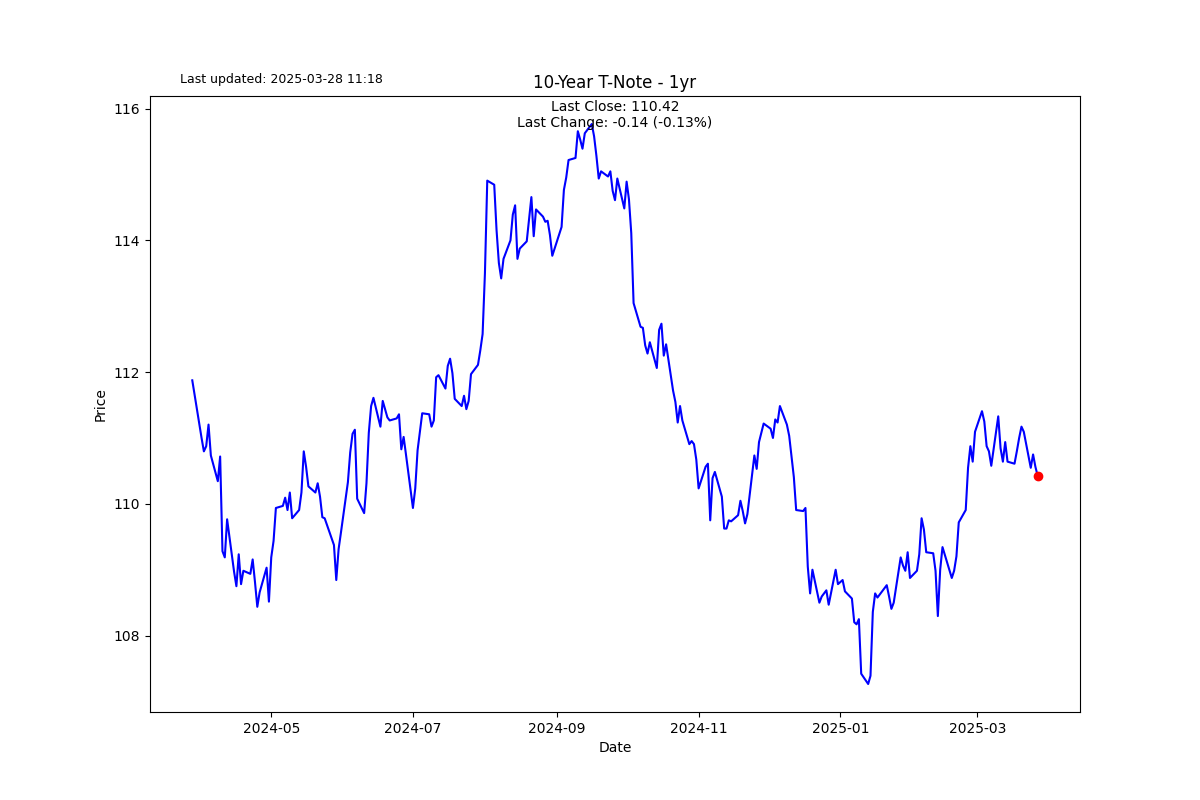 Last updated: 2025-03-28 11:18
10-Year T-Note - 1yr
Last Close: 110.42
Last Change: -0.14 (-0.13%)
116
114
112
110
108
Price
2024-05
2024-07
2024-09
2024-11
2025-01
2025-03
Date